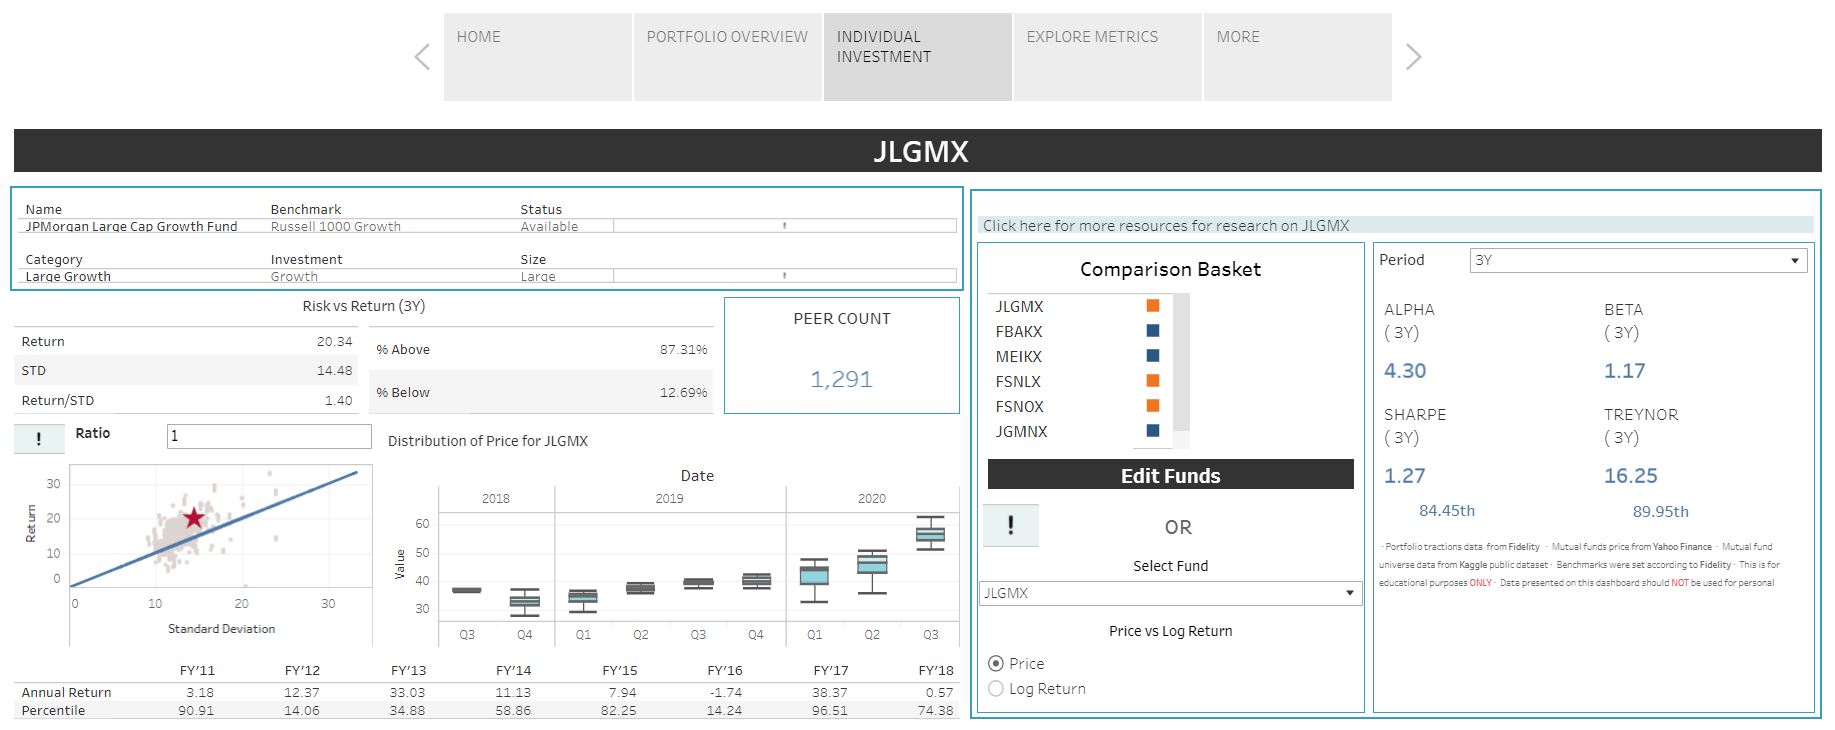 HOME
PORTFOLIO OVERVIEW
INDIVIDUAL
INVESTMENT
EXPLORE METRICS
MORE
JLGMX
Name Benchmark Status
JPMorgan Large Cap Growth Fund Russell 1000 Growth Available
Category Investment Size
Large Growth Growth Large
Risk vs Return (3Y)
Return 20.34
STD 14.48
Return/STD 1.40
% Above 87.31%
% Below 12.69%
PEER COUNT
1,291
!
Ratio
1
Return
30
20
10
0
0 10 20 30
Standard Deviation
Distribution of Price for JLGMX
Date
2018 2019 2020
Value
60
50
40
30
Q3 Q4 Q1 Q2 Q3 Q4 Q1 Q2 Q3
FY'11 FY'12 FY'13 FY'14 FY'15 FY'16 FY'17 FY'18
Annual Return 3.18 12.37 33.03 11.13 7.94 -1.74 38.37 0.57
Percentile 90.91 14.06 34.88 58.86 82.25 14.24 96.51 74.38
Click here for more resources for research on JLGMX
Comparison Basket
JLGMX
FBAKX
MEIKX
FSNLX
FSNOX
JGMNX
Edit Funds
!
OR
Select Fund
JLGMX
Price vs Log Return
Price
Log Return
Period 3Y
ALPHA
( 3Y)
4.30
BETA
( 3Y)
1.17
SHARPE
( 3Y)
1.27
84.45th
TREYNOR
( 3Y)
16.25
89.95th
· Portfolio tractions data from Fidelity · Mutual funds price from Yahoo Finance · Mutual fund
universe data from Kaggle public dataset · Benchmarks were set according to Fidelity · This is for
educational purposes ONLY · Data presented on this dashboard should NOT be used for personal